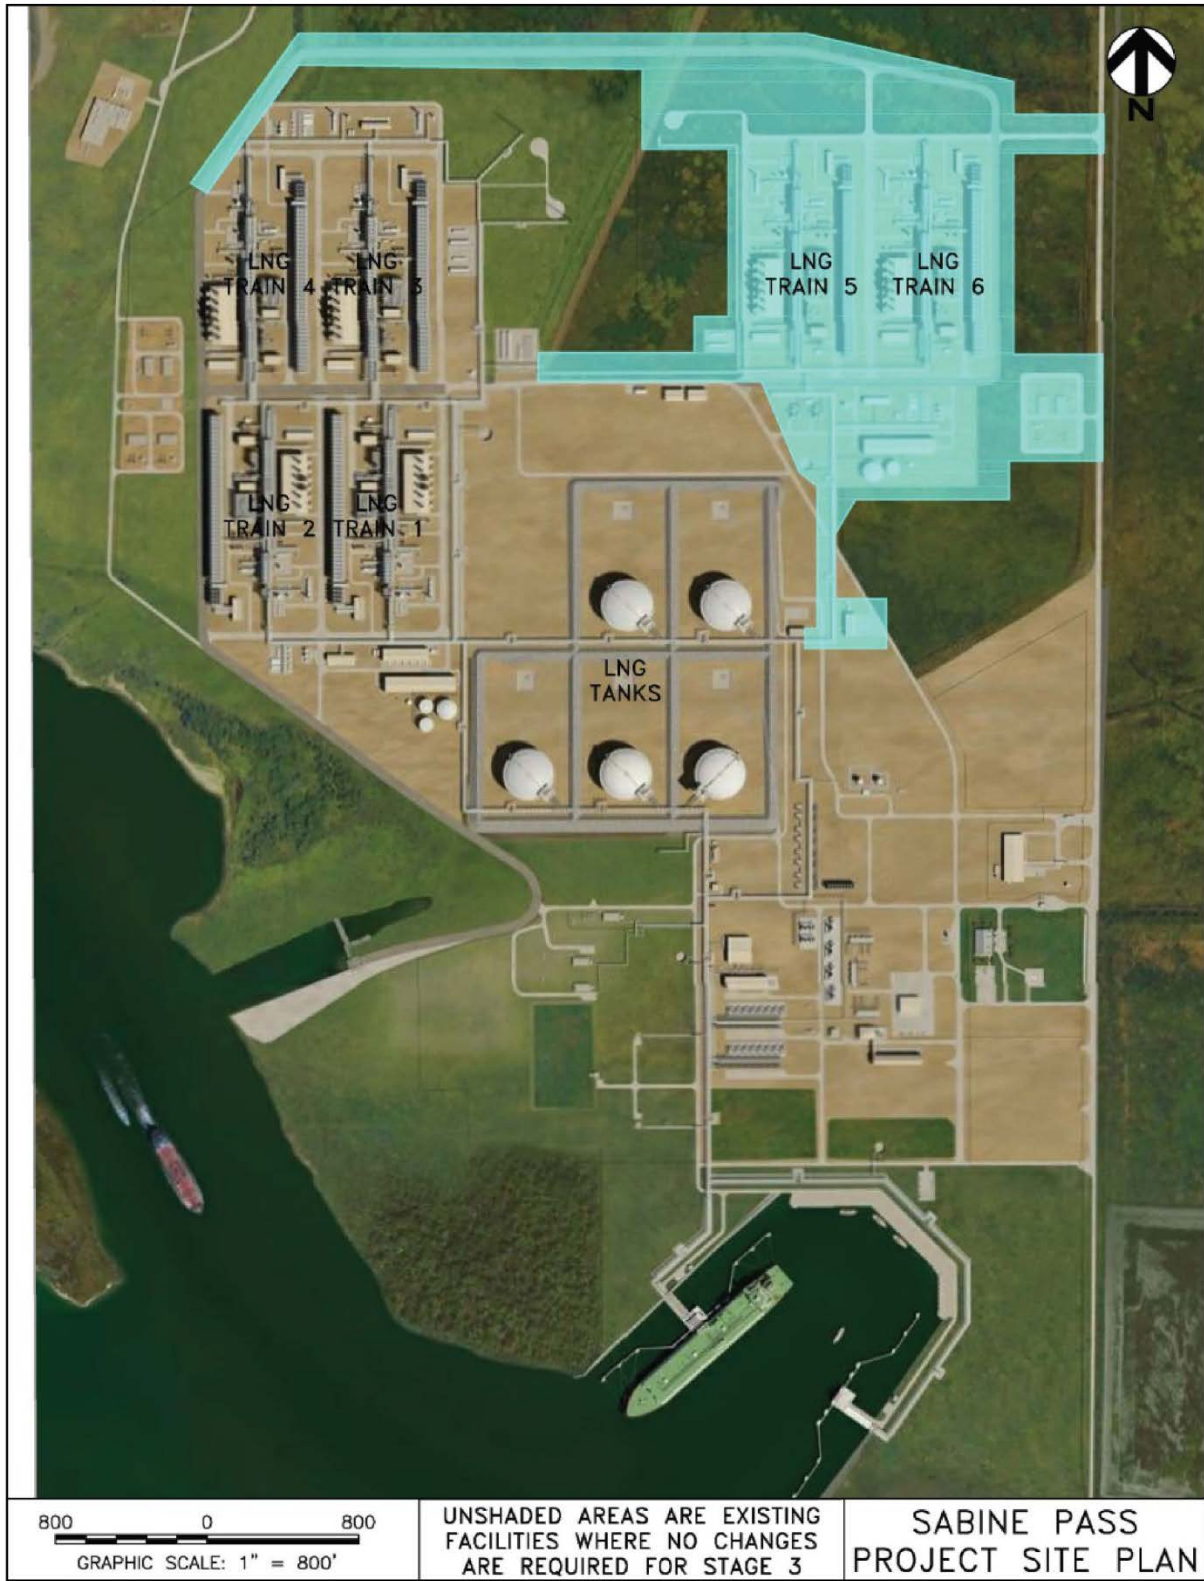 N
LNG
TRAIN 4
LNG
TRAIN 3
LNG
TRAIN 5
LNG
TRAIN 6
LNG
TRAIN 2
LNG
TRAIN 1
LNG
TANKS
800 0 800
GRAPHIC SCALE: 1" = 800'
UNSHADED AREAS ARE EXISTING
FACILITIES WHERE NO CHANGES
ARE REQUIRED FOR STAGE 3
SABINE PASS
PROJECT SITE PLAN